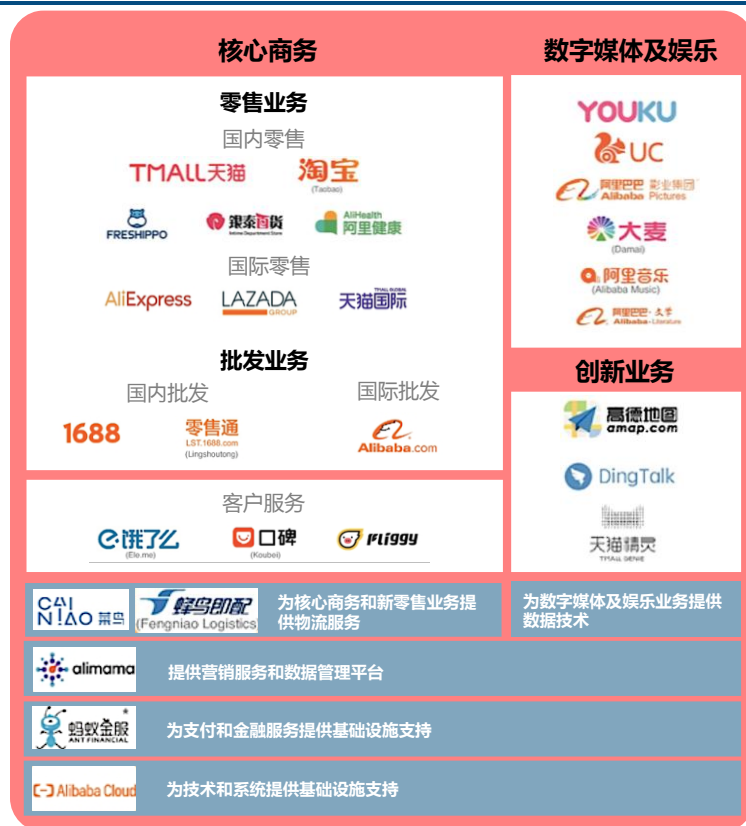 核心商务
零售业务
国内零售
TMALL天猫
淘宝
(Taobao)
FRESHIPPO
银泰百货
Intime Department Store
AliHealth
阿里健康
国际零售
AliExpress
LAZADA
GROUP
TMALL GLOBAL
天猫国际
批发业务
国内批发
国际批发
1688
零售通
LST.1688.com
(Lingshoutong)
Alibaba.com
客户服务
饿了么
(Ele.me)
口碑
(Koubei)
FLiggy
数字媒体及娱乐
YOUKU
UC
阿里巴巴 影业集团
Alibaba Pictures
大麦
(Damai)
阿里音乐
(Alibaba Music)
阿里巴巴·文学
Alibaba-Literature
创新业务
高德地图
amap.com
DingTalk
天猫精灵
TMALL GENIE
CAI
NIAO 菜鸟
蜂鸟即配
(Fengniao Logistics)
为核心商务和新零售业务提
供物流服务
为数字媒体及娱乐业务提供
数据技术
alimama
提供营销服务和数据管理平台
蚂蚁金服
ANT FINANCIAL
为支付和金融服务提供基础设施支持
Alibaba Cloud
为技术和系统提供基础设施支持